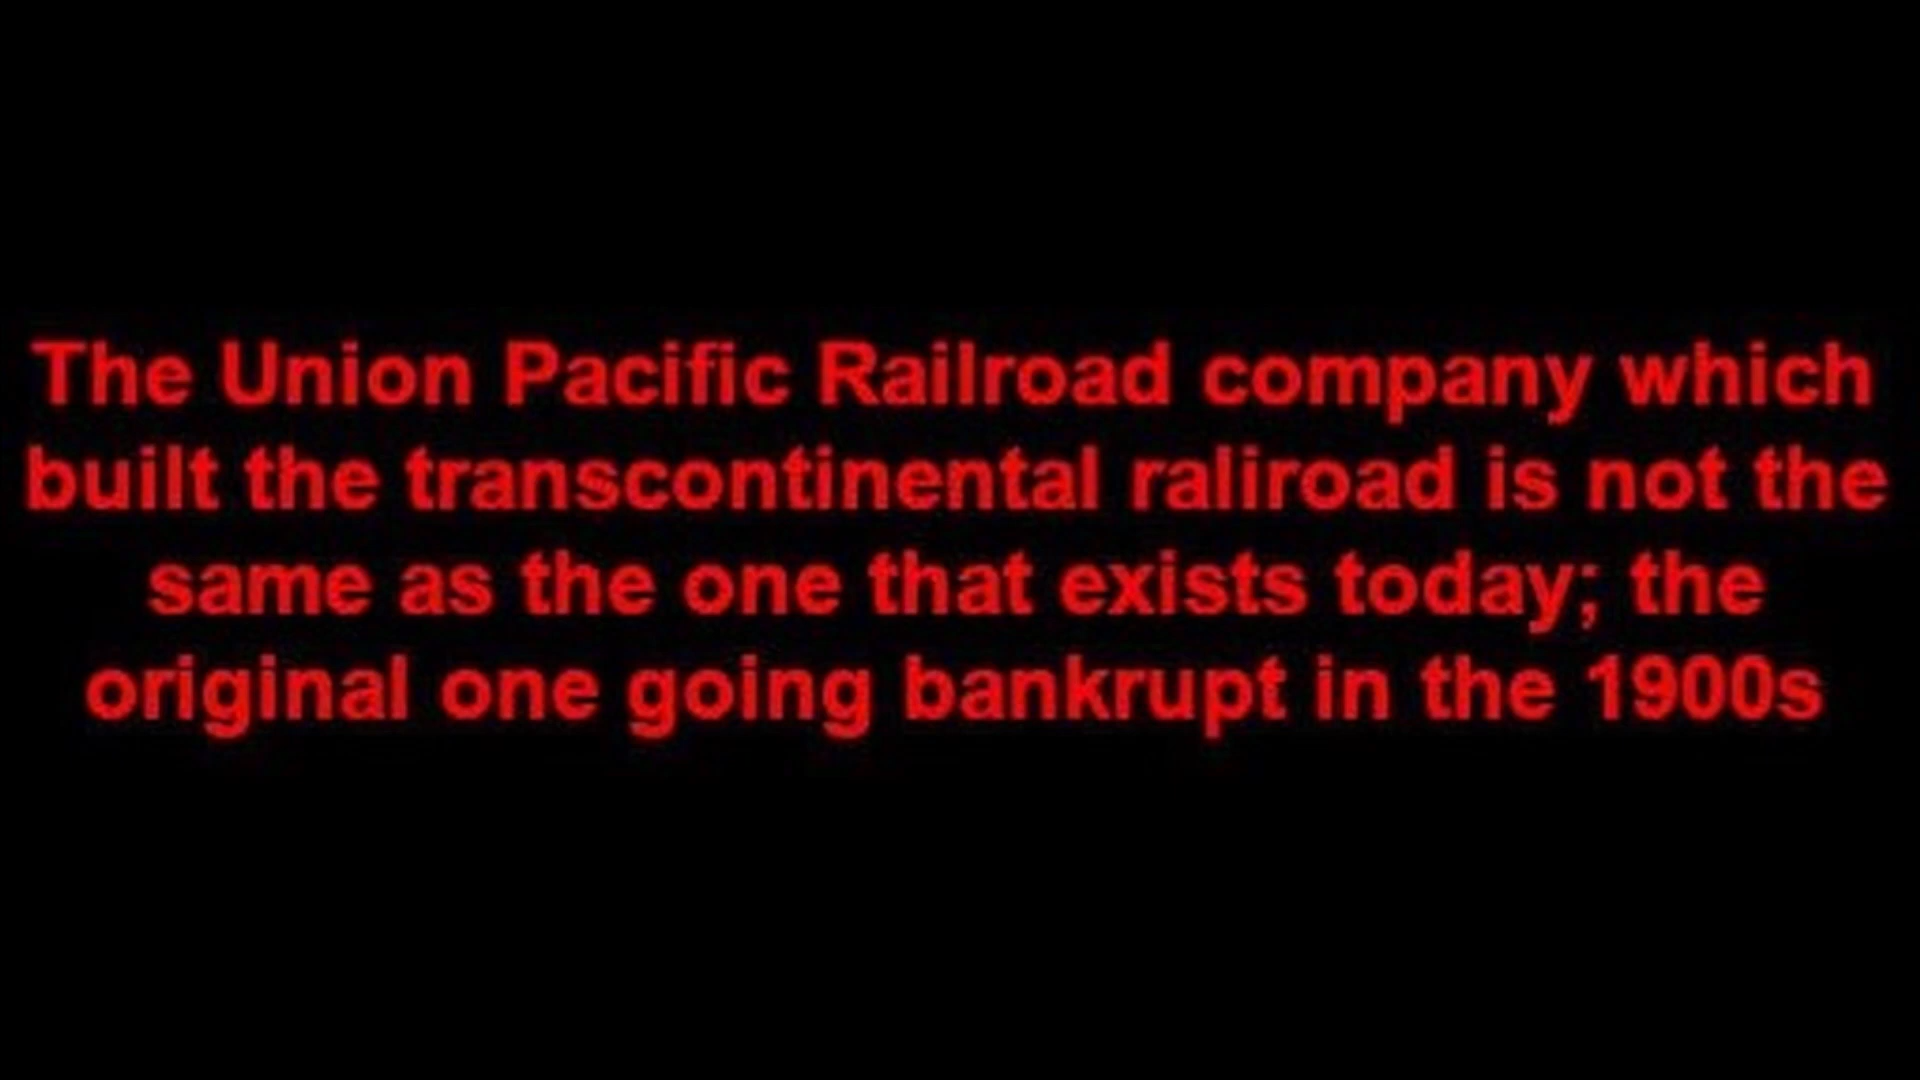 The Union Pacific Railroad company which
built the transcontinental raliroad is not the
same as the one that exists today; the
original one going bankrupt in the 1900s